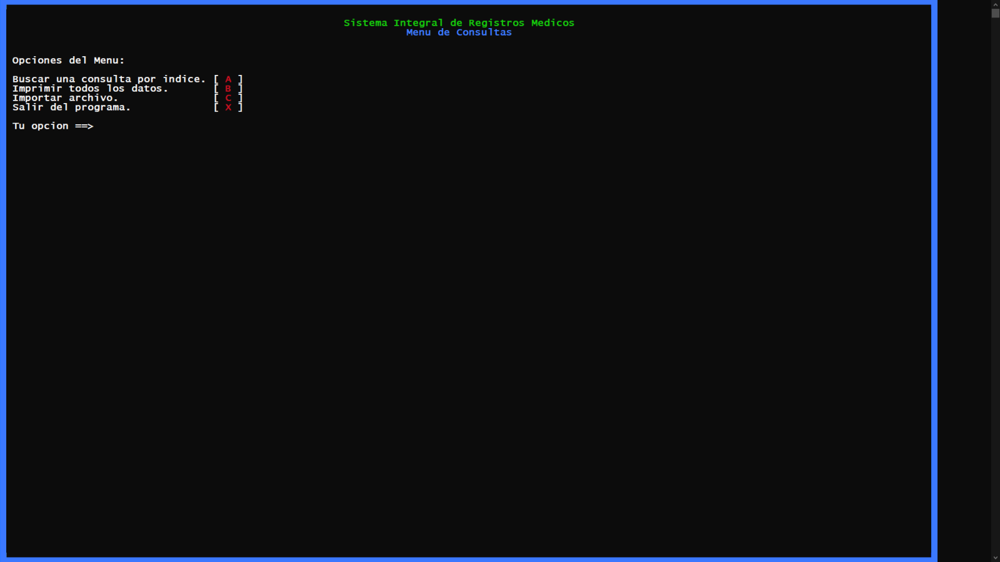 Sistema Integral de Registros Medicos
Menu de Consultas
Opciones del Menu:
Buscar una consulta por indice. [ A ]
Imprimir todos los datos. [ B ]
Importar archivo. [ C ]
Salir del programa. [ X ]
Tu opcion ==>